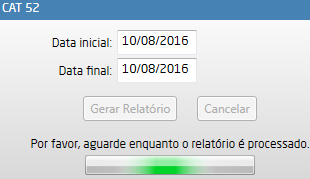 CAT 52
Data inicial: 10/08/2016
Data final: 10/08/2016
Gerar Relatório Cancelar
Por favor, aguarde enquanto o relatório é processado.